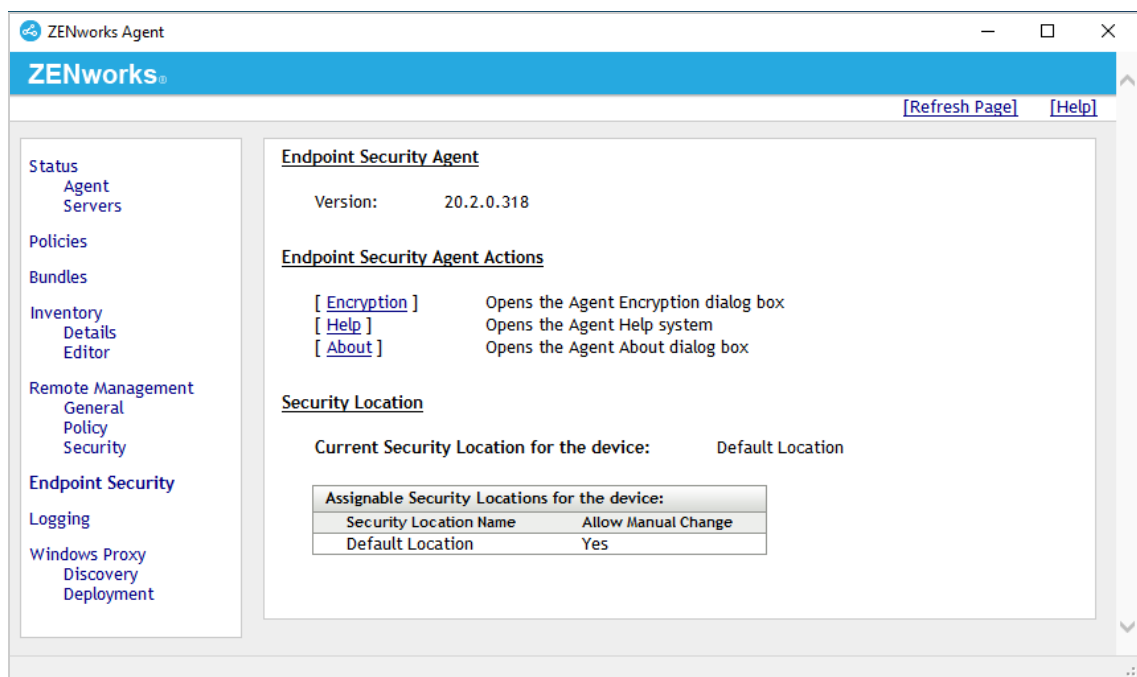 ZENworks Agent
ZENworks®
[Refresh Page] [Help]
Status
Agent
Servers
Policies
Bundles
Inventory
Details
Editor
Remote Management
General
Policy
Security
Endpoint Security
Logging
Windows Proxy
Discovery
Deployment
Endpoint Security Agent
Version: 20.2.0.318
Endpoint Security Agent Actions
[ Encryption ] Opens the Agent Encryption dialog box
[ Help ] Opens the Agent Help system
[ About ] Opens the Agent About dialog box
Security Location
Current Security Location for the device: Default Location
Assignable Security Locations for the device:
Security Location Name Allow Manual Change
Default Location Yes